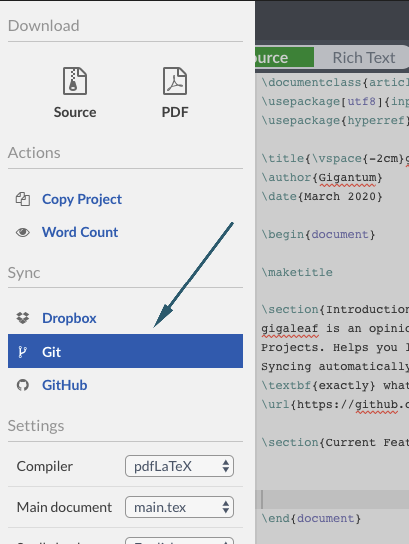 Download
Source
PDF
Actions
Copy Project
Word Count
Sync
Dropbox
Git
GitHub
Settings
Compiler
pdfLaTeX
Main document
main.tex
ource
Rich Text
\documentclass{articl
\usepackage[utf8]{inp
\usepackage{hyperref}
\title{\vspace{-2cm}g
\author{Gigantum}
\date{March 2020}
\begin{document}
\maketitle
\section{Introduction
gigaleaf is an opinio
Projects. Helps you l
Syncing automatically
\textbf{exactly} what
\url{https://github.c
\section{Current Feat
\end{document}